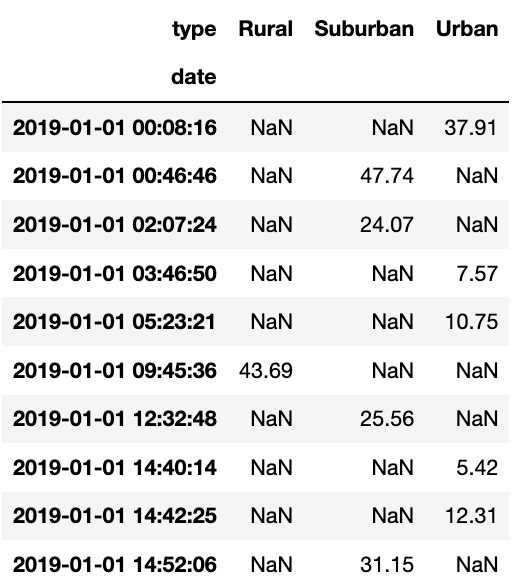 type Rural Suburban Urban
date
2019-01-01 00:08:16 NaN NaN 37.91
2019-01-01 00:46:46 NaN 47.74 NaN
2019-01-01 02:07:24 NaN 24.07 NaN
2019-01-01 03:46:50 NaN NaN 7.57
2019-01-01 05:23:21 NaN NaN 10.75
2019-01-01 09:45:36 43.69 NaN NaN
2019-01-01 12:32:48 NaN 25.56 NaN
2019-01-01 14:40:14 NaN NaN 5.42
2019-01-01 14:42:25 NaN NaN 12.31
2019-01-01 14:52:06 NaN 31.15 NaN